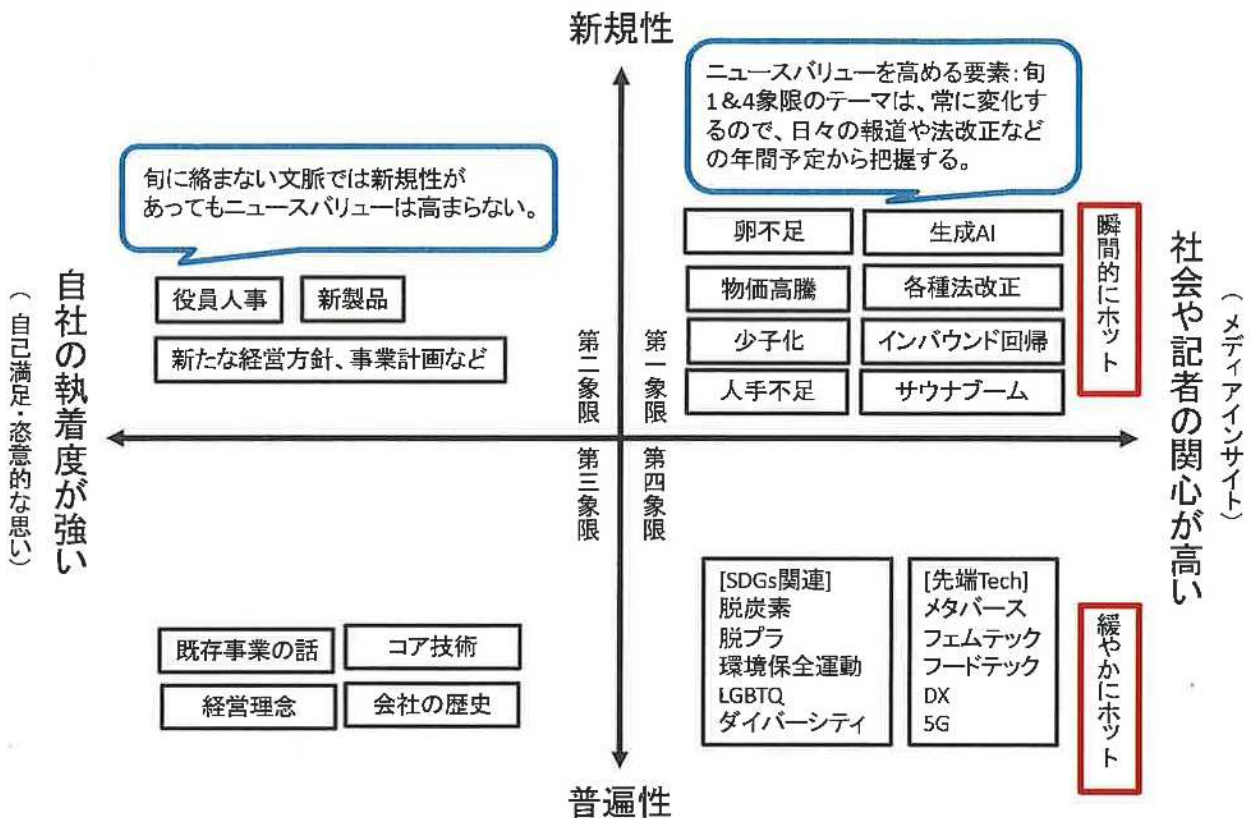 新規性
ニュースバリューを高める要素：旬
1&4象限のテーマは、常に変化す
るので、日々の報道や法改正など
の年間予定から把握する。
旬に絡まない文脈では新規性が
あってもニュースバリューは高まらない。
卵不足
生成AI
物価高騰
各種法改正
少子化
インバウンド回帰
人手不足
サウナブーム
瞬間的にホット
役員人事
新製品
新たな経営方針、事業計画など
第二象限
第一象限
自社の執着度が強い
（自己満足・恣意的な思い）
社会や記者の関心が高い
（メディアインサイト）
第三象限
第四象限
既存事業の話
コア技術
経営理念
会社の歴史
[SDGs関連]
脱炭素
脱プラ
環境保全運動
LGBTQ
ダイバーシティ
[先端Tech]
メタバース
フェムテック
フードテック
DX
5G
緩やかにホット
普遍性